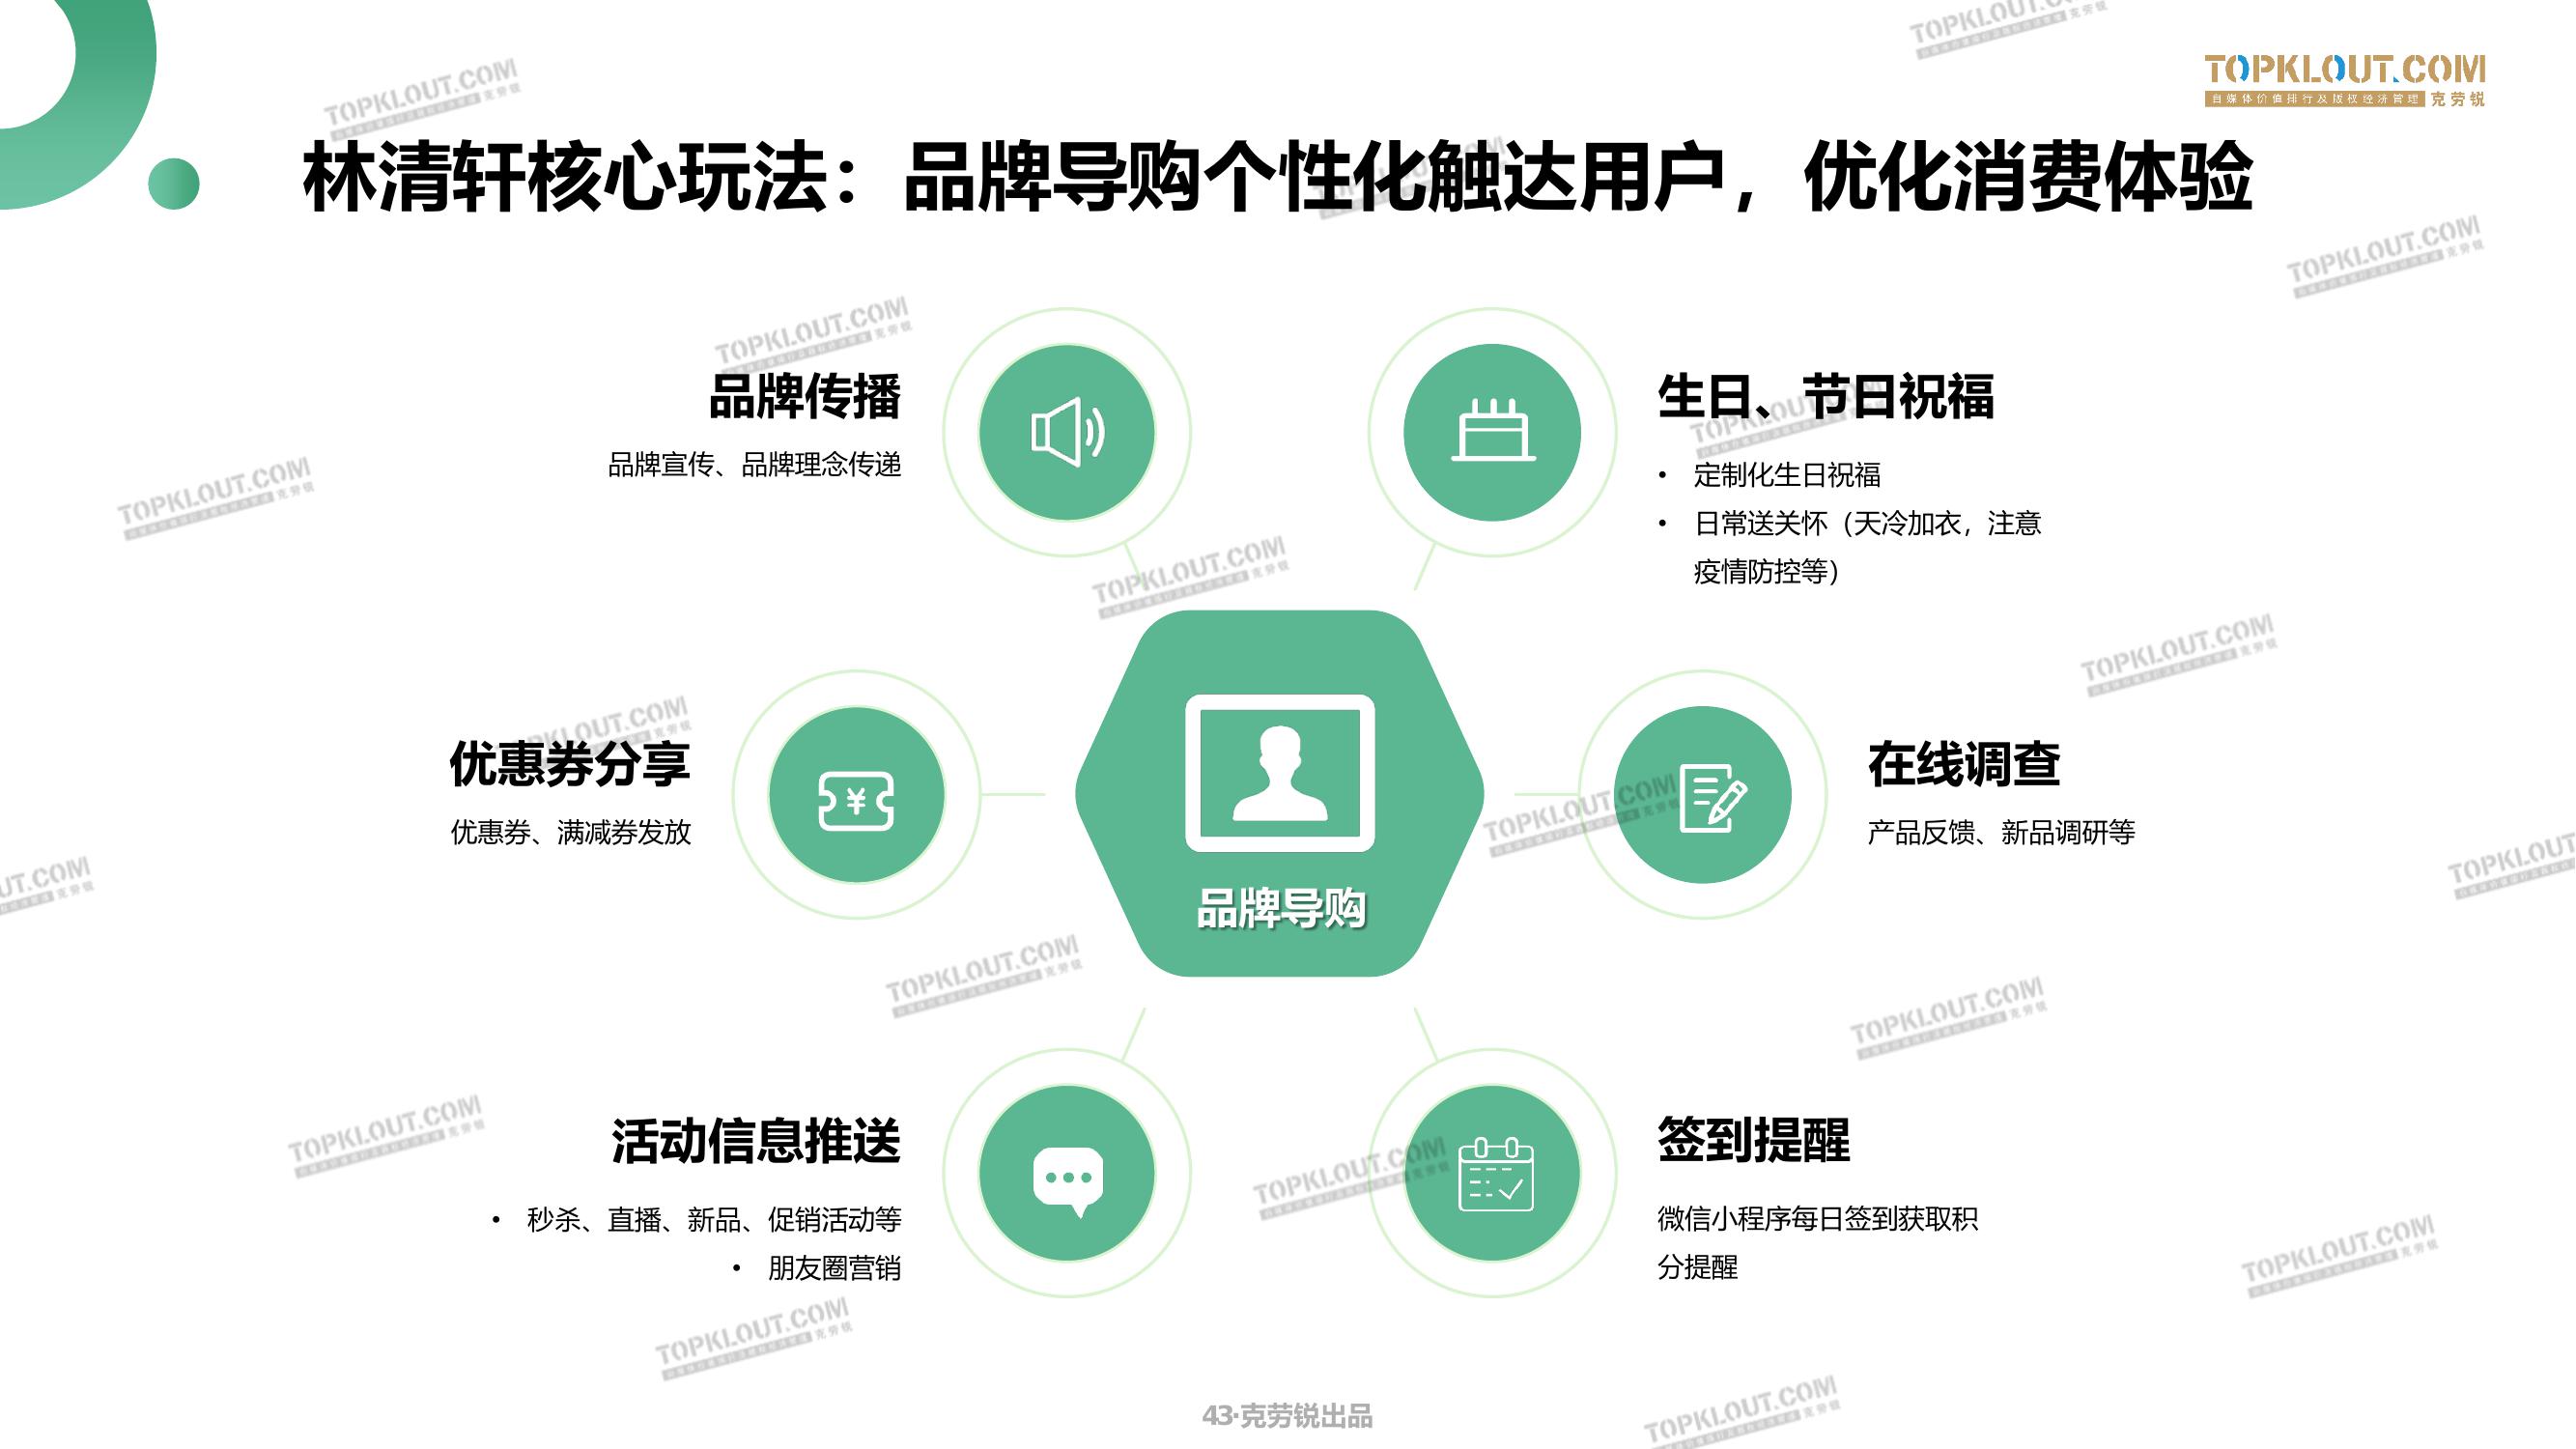 TOPKLOUT.COM
自媒体价值排行及版权经济管理 克劳锐
林清轩核心玩法：品牌导购个性化触达用户，优化消费体验
品牌传播
品牌宣传、品牌理念传递
生日、节日祝福
• 定制化生日祝福
• 日常送关怀（天冷加衣，注意
疫情防控等）
优惠券分享
优惠券、满减券发放
品牌导购
在线调查
产品反馈、新品调研等
活动信息推送
• 秒杀、直播、新品、促销活动等
• 朋友圈营销
签到提醒
微信小程序每日签到获取积
分提醒
43·克劳锐出品